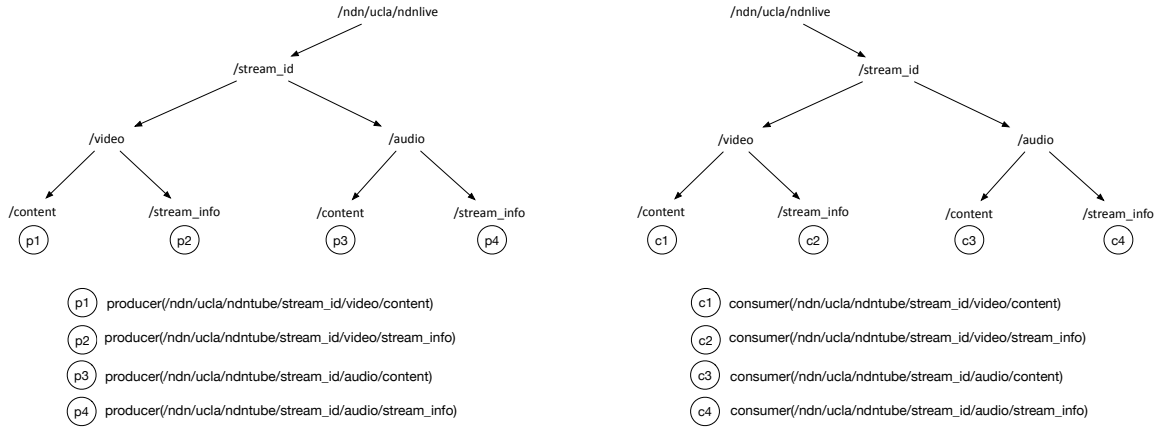 /ndn/ucla/ndnlive
/stream_id
/video
/audio
/content
/stream_info
/content
/stream_info
p1
p2
p3
p4
p1 producer(/ndn/ucla/ndntube/stream_id/video/content)
p2 producer(/ndn/ucla/ndntube/stream_id/video/stream_info)
p3 producer(/ndn/ucla/ndntube/stream_id/audio/content)
p4 producer(/ndn/ucla/ndntube/stream_id/audio/stream_info)
/ndn/ucla/ndnlive
/stream_id
/video
/audio
/content
/stream_info
/content
/stream_info
c1
c2
c3
c4
c1 consumer(/ndn/ucla/ndntube/stream_id/video/content)
c2 consumer(/ndn/ucla/ndntube/stream_id/video/stream_info)
c3 consumer(/ndn/ucla/ndntube/stream_id/audio/content)
c4 consumer(/ndn/ucla/ndntube/stream_id/audio/stream_info)